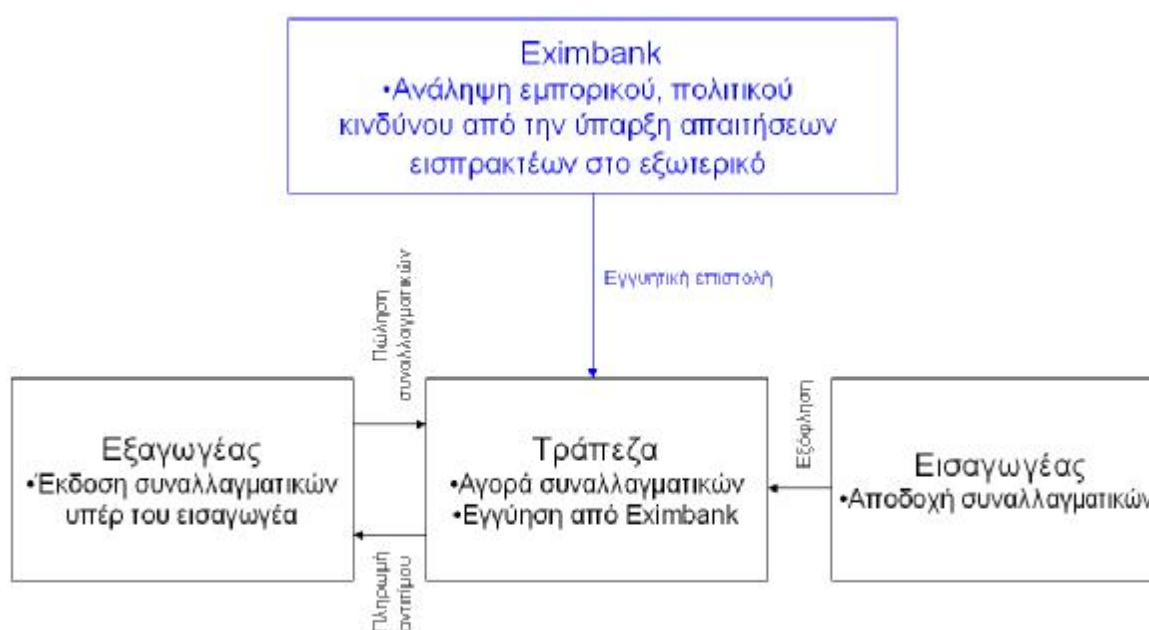 Eximbank
•Ανάληψη εμπορικού, πολιτικού
κινδύνου από την ύπαρξη απαιτήσεων
εισπρακτέων στο εξωτερικό
Εγγυητική επιστολή
Πώληση
συναλλαγματικών
Εξαγωγέας
•Έκδοση συναλλαγματικών
υπέρ του εισαγωγέα
Πληρωμή
αντιτίμου
Τράπεζα
•Αγορά συναλλαγματικών
•Εγγύηση από Eximbank
Εξόφληση
Εισαγωγέας
•Αποδοχή συναλλαγματικών